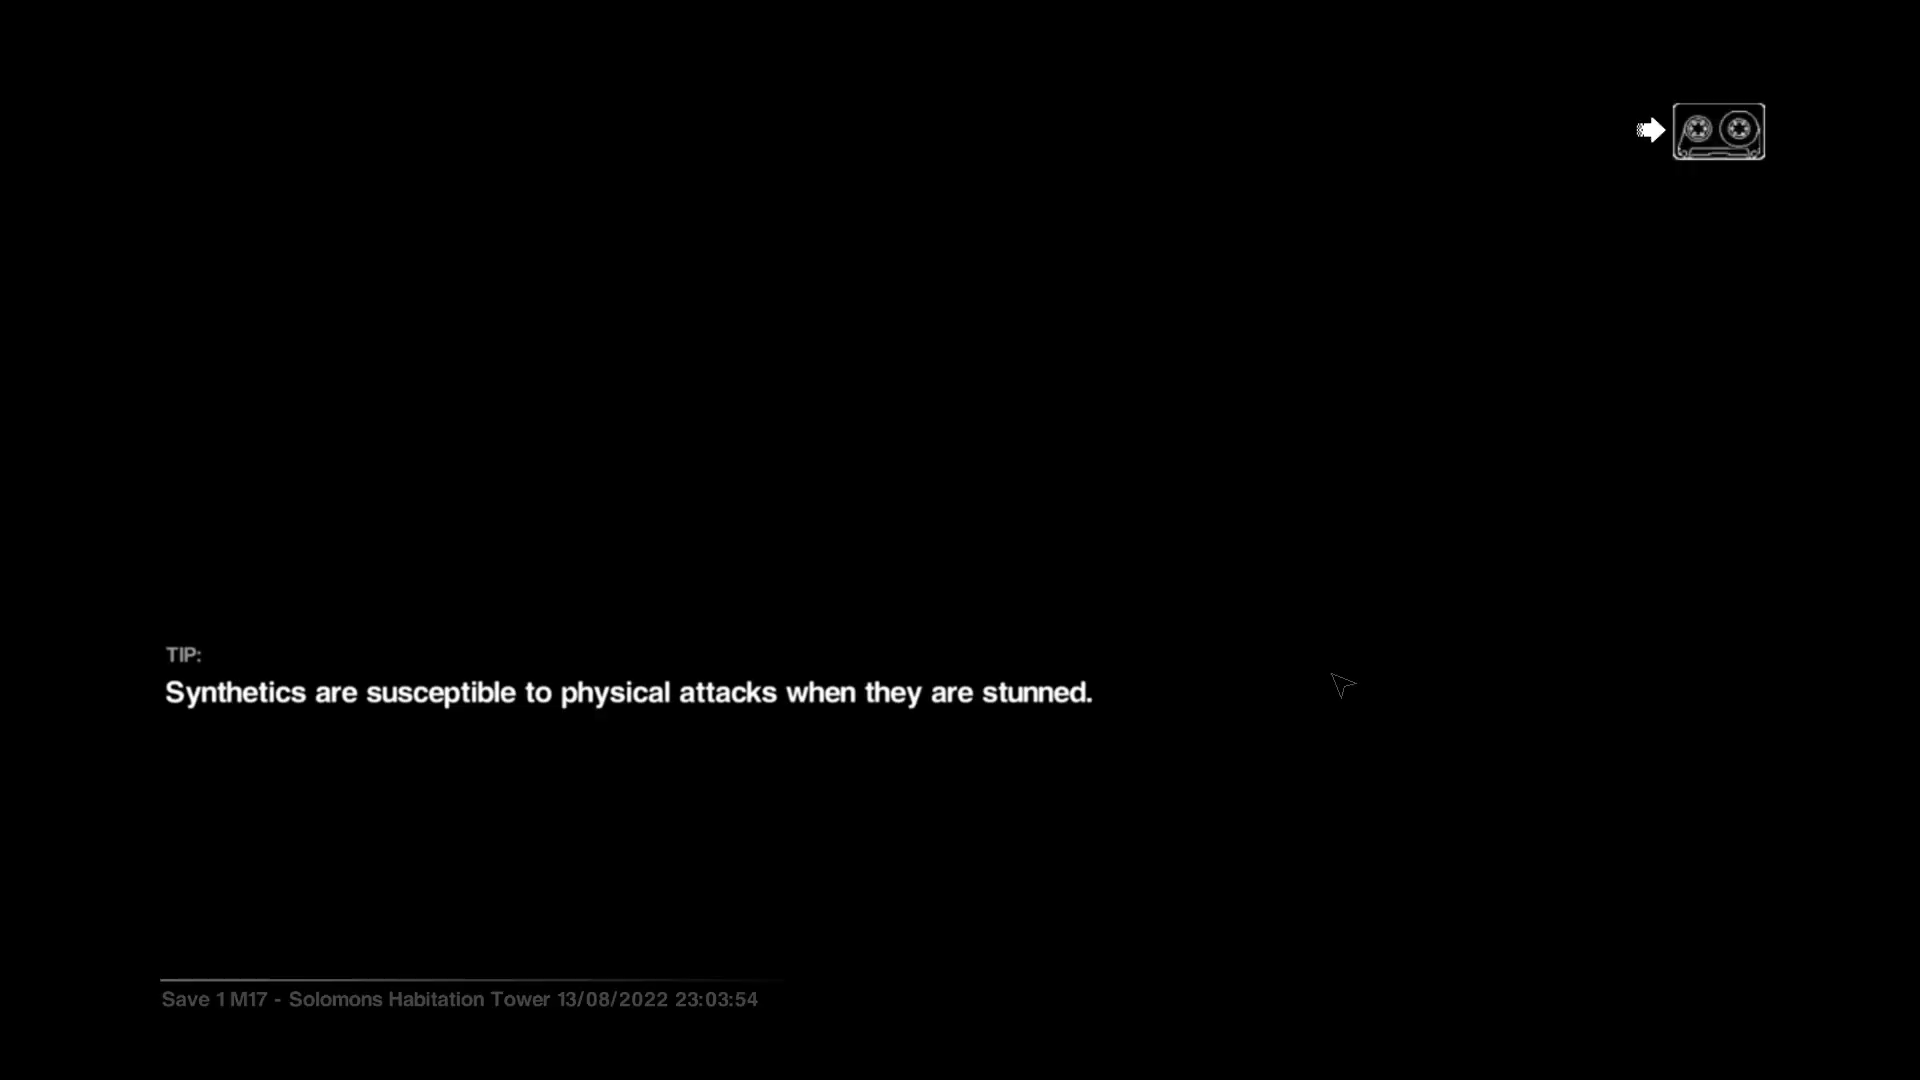 TIP:
Synthetics are susceptible to physical attacks when they are stunned.
Save 1 M17 - Solomons Habitation Tower 13/08/2022 23:03:54